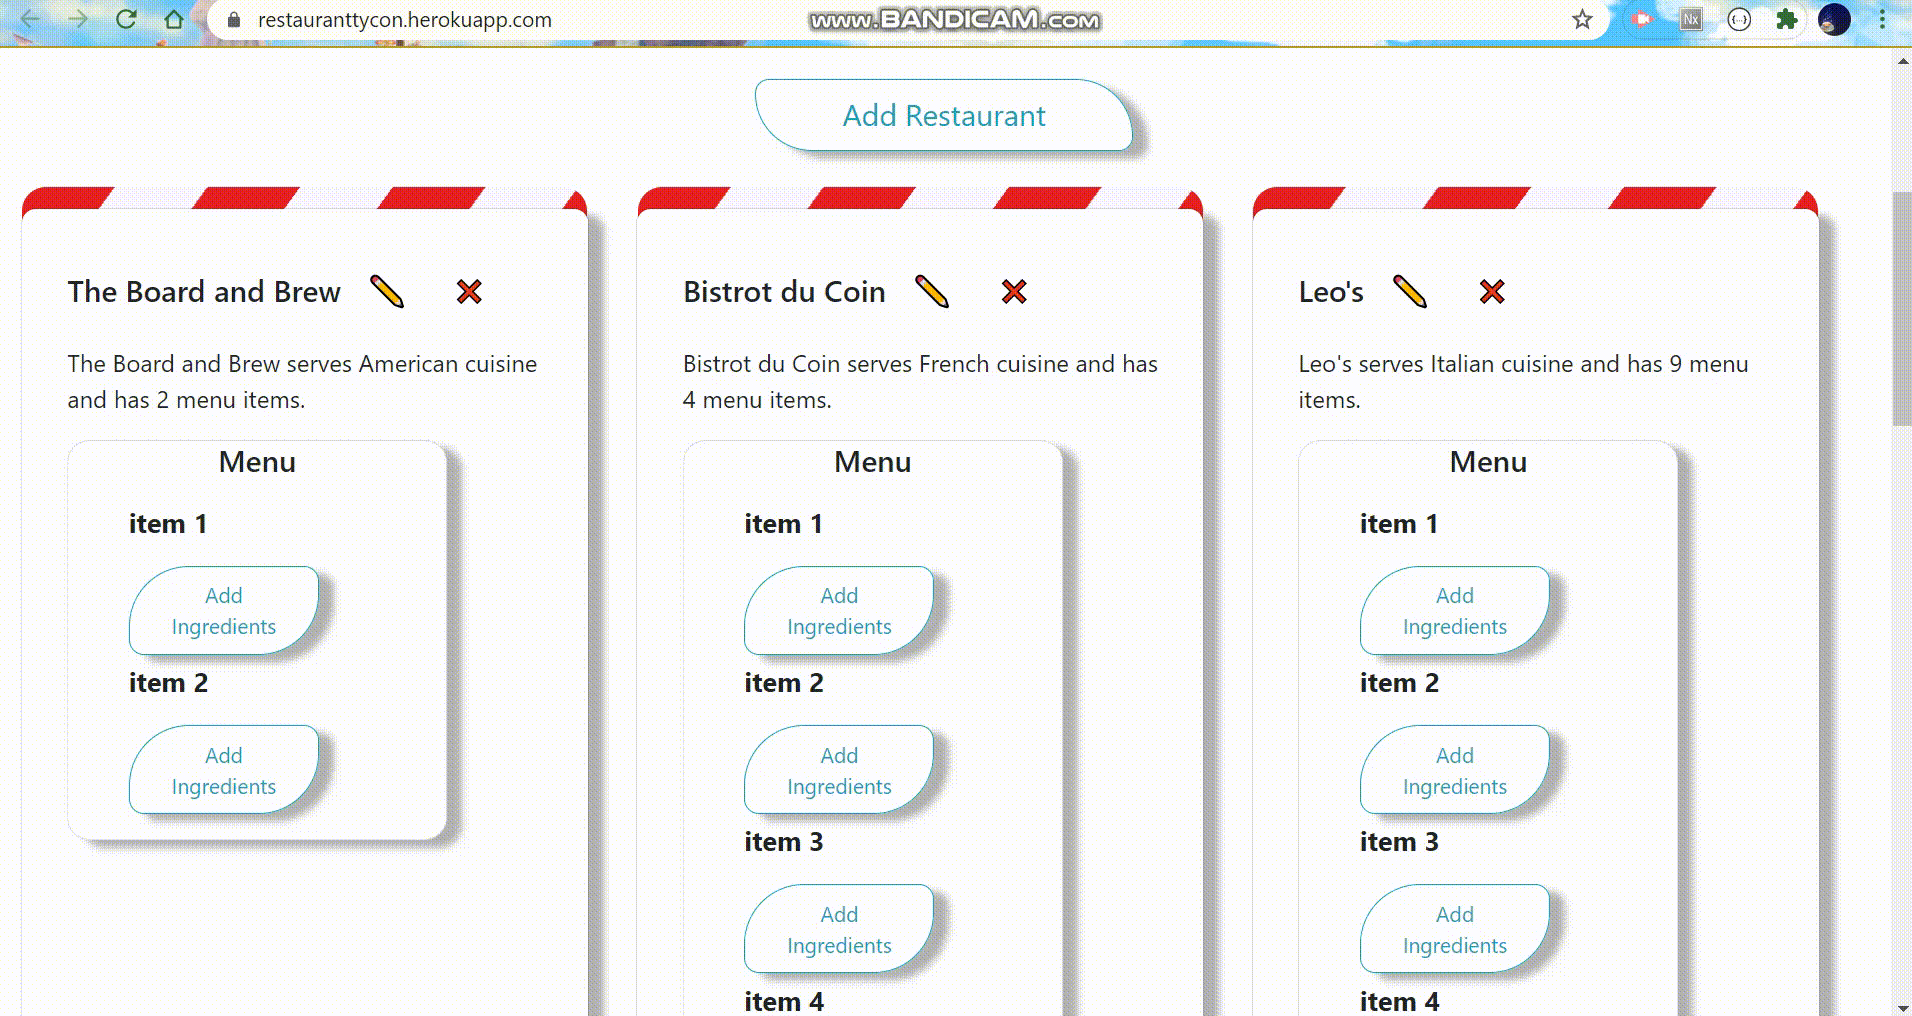 restauranttycon.herokuapp.com
www.BANDICAM.com
Nx
Add Restaurant
The Board and Brew
The Board and Brew serves American cuisine
and has 2 menu items.
Menu
item 1
Add
Ingredients
item 2
Add
Ingredients
Bistrot du Coin
Bistrot du Coin serves French cuisine and has
4 menu items.
Menu
item 1
Add
Ingredients
item 2
Add
Ingredients
item 3
Add
Ingredients
item 4
Leo's
Leo's serves Italian cuisine and has 9 menu
items.
Menu
item 1
Add
Ingredients
item 2
Add
Ingredients
item 3
Add
Ingredients
item 4